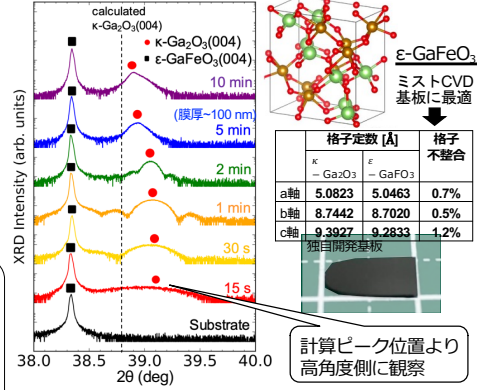 calculated
κ-Ga₂O₃(004)
κ-Ga₂O₃(004)
ε-GaFeO₃(004)
10 min
(膜厚~100 nm)
5 min
2 min
1 min
30 s
15 s
Substrate
XRD Intensity (arb. units)
38.0 38.5 39.0 39.5 40.0
2θ (deg)
ε-GaFeO₃
ミストCVD
基板に最適
格子定数 [Å] 格子不整合
κ － Ga2O3 ε － GaFO3
a軸 5.0823 5.0463 0.7%
b軸 8.7442 8.7020 0.5%
c軸 9.3927 9.2833 1.2%
独自開発基板
計算ピーク位置より
高角度側に観察